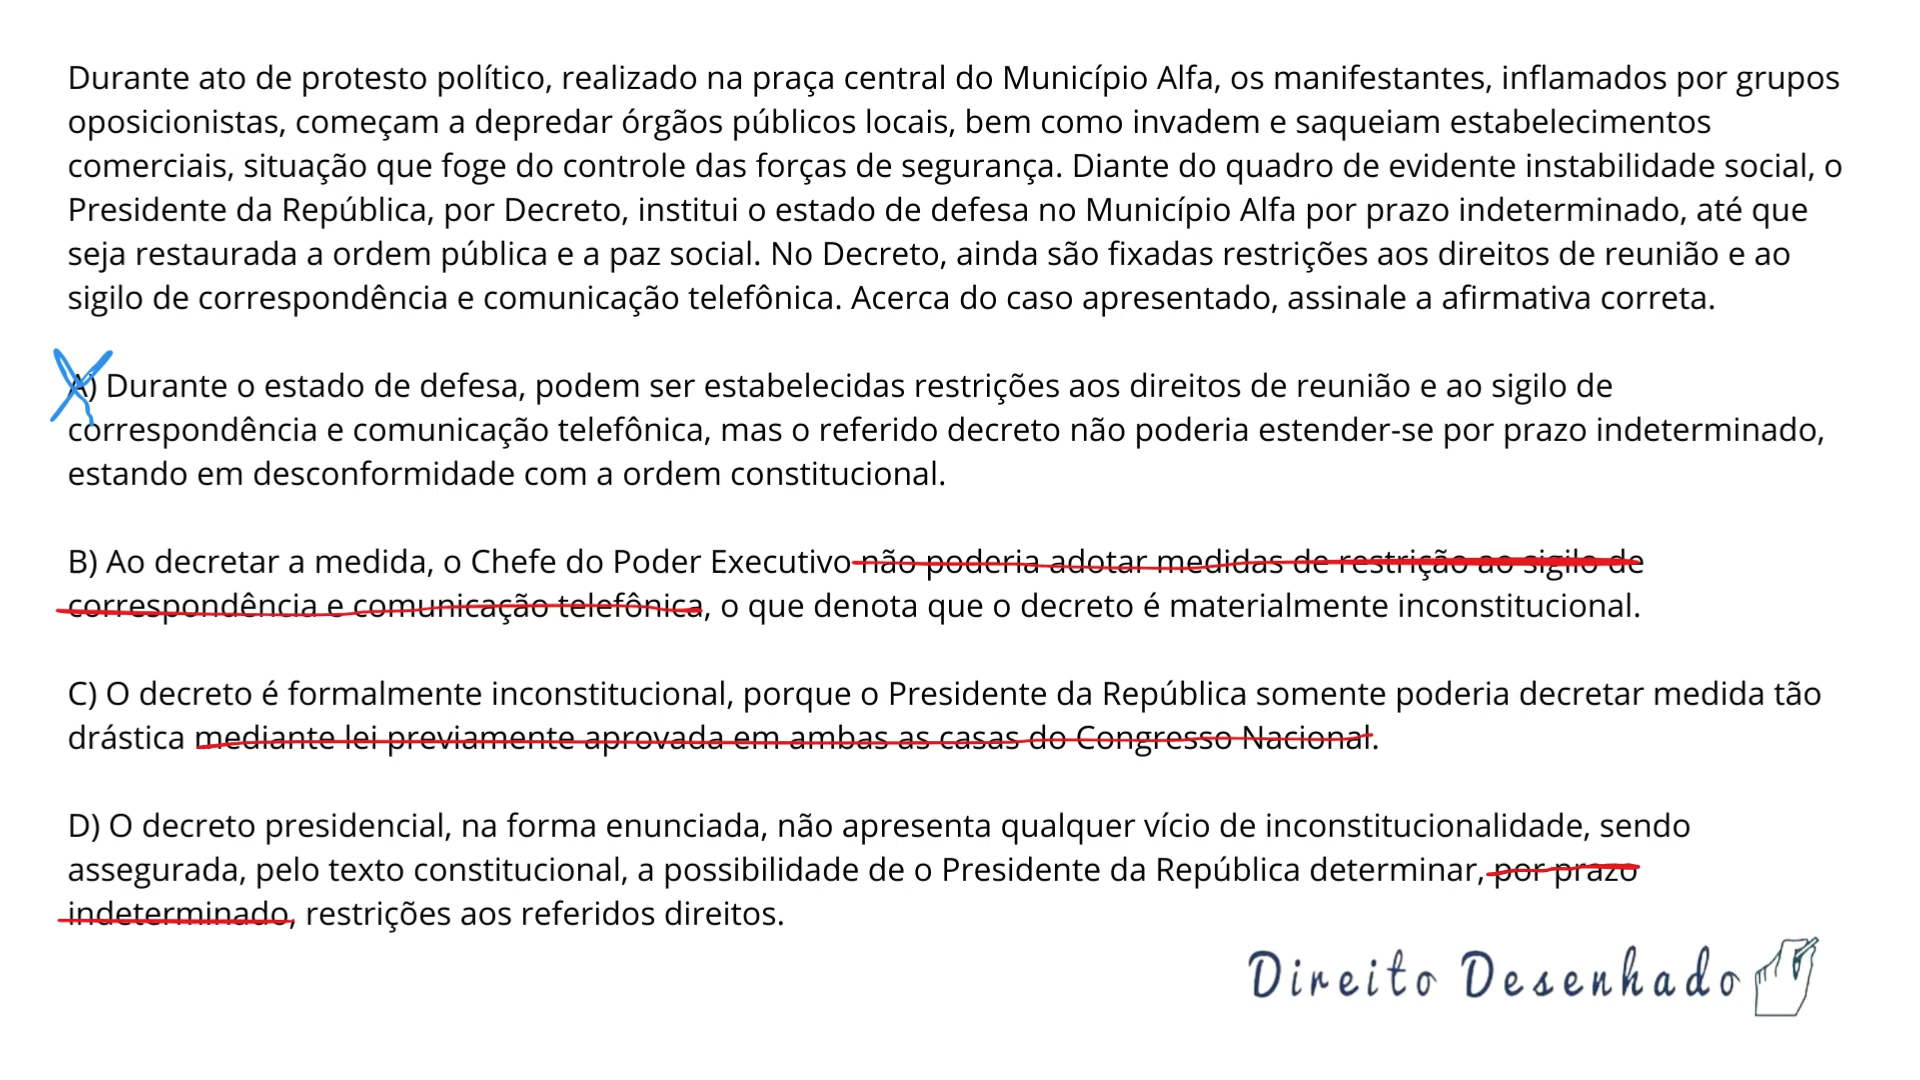 Durante ato de protesto político, realizado na praça central do Município Alfa, os manifestantes, inflamados por grupos
oposicionistas, começam a depredar órgãos públicos locais, bem como invadem e saqueiam estabelecimentos
comerciais, situação que foge do controle das forças de segurança. Diante do quadro de evidente instabilidade social, o
Presidente da República, por Decreto, institui o estado de defesa no Município Alfa por prazo indeterminado, até que
seja restaurada a ordem pública e a paz social. No Decreto, ainda são fixadas restrições aos direitos de reunião e ao
sigilo de correspondência e comunicação telefônica. Acerca do caso apresentado, assinale a afirmativa correta.
A) Durante o estado de defesa, podem ser estabelecidas restrições aos direitos de reunião e ao sigilo de
correspondência e comunicação telefônica, mas o referido decreto não poderia estender-se por prazo indeterminado,
estando em desconformidade com a ordem constitucional.
B) Ao decretar a medida, o Chefe do Poder Executivo não poderia adotar medidas de restrição ao sigilo de
correspondência e comunicação telefônica, o que denota que o decreto é materialmente inconstitucional.
C) O decreto é formalmente inconstitucional, porque o Presidente da República somente poderia decretar medida tão
drástica mediante lei previamente aprovada em ambas as casas do Congresso Nacional.
D) O decreto presidencial, na forma enunciada, não apresenta qualquer vício de inconstitucionalidade, sendo
assegurada, pelo texto constitucional, a possibilidade de o Presidente da República determinar, por prazo
indeterminado, restrições aos referidos direitos.
Direito Desenhado